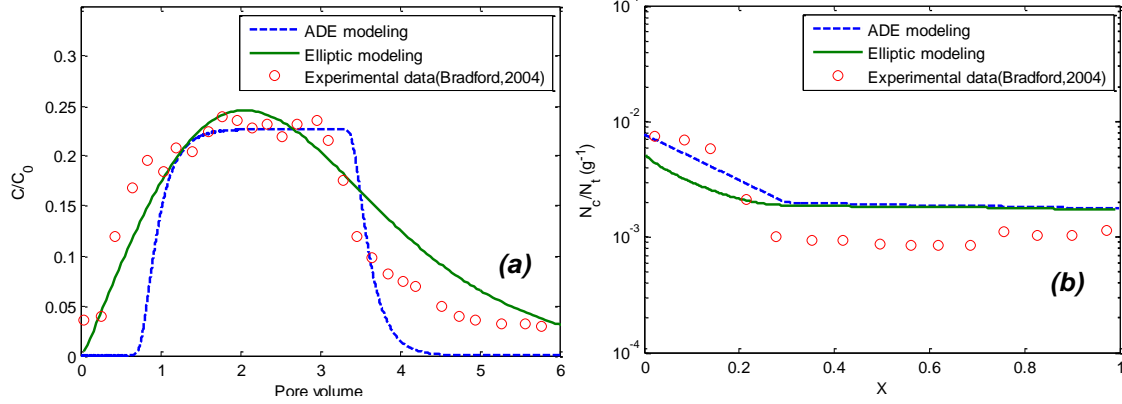 ADE modeling
Elliptic modeling
Experimental data(Bradford,2004)
0.35
0.3
0.25
0.2
0.15
0.1
0.05
0
C/C0
(a)
0 1 2 3 4 5 6
Pore volume
ADE modeling
Elliptic modeling
Experimental data(Bradford,2004)
10-1
10-2
10-3
10-4
Nc/Nt (g-1)
(b)
0 0.2 0.4 0.6 0.8 1
X